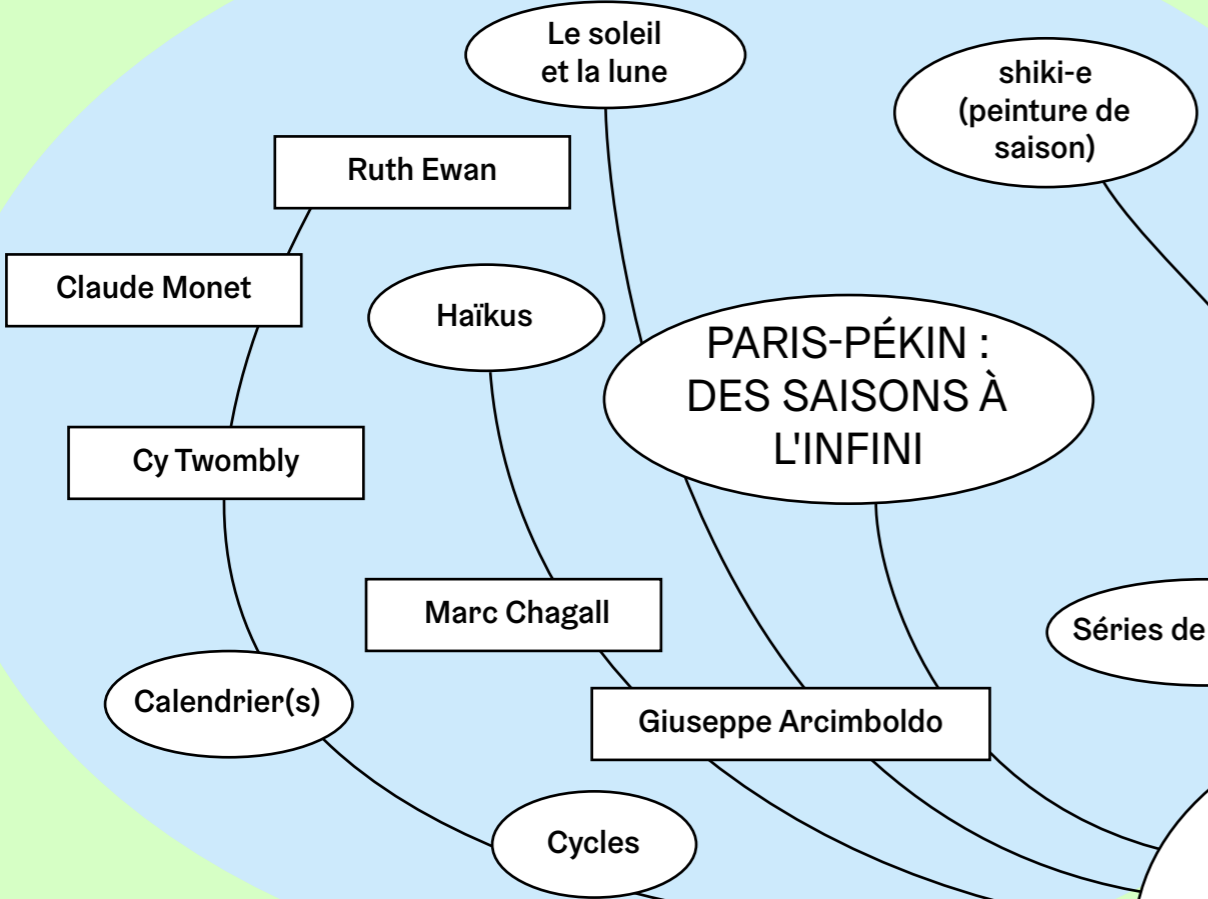 Le soleil
et la lune
shiki-e
(peinture de
saison)
Ruth Ewan
Claude Monet
Haïkus
PARIS-PÉKIN :
DES SAISONS À
L'INFINI
Cy Twombly
Marc Chagall
Séries de
Calendrier(s)
Giuseppe Arcimboldo
Cycles